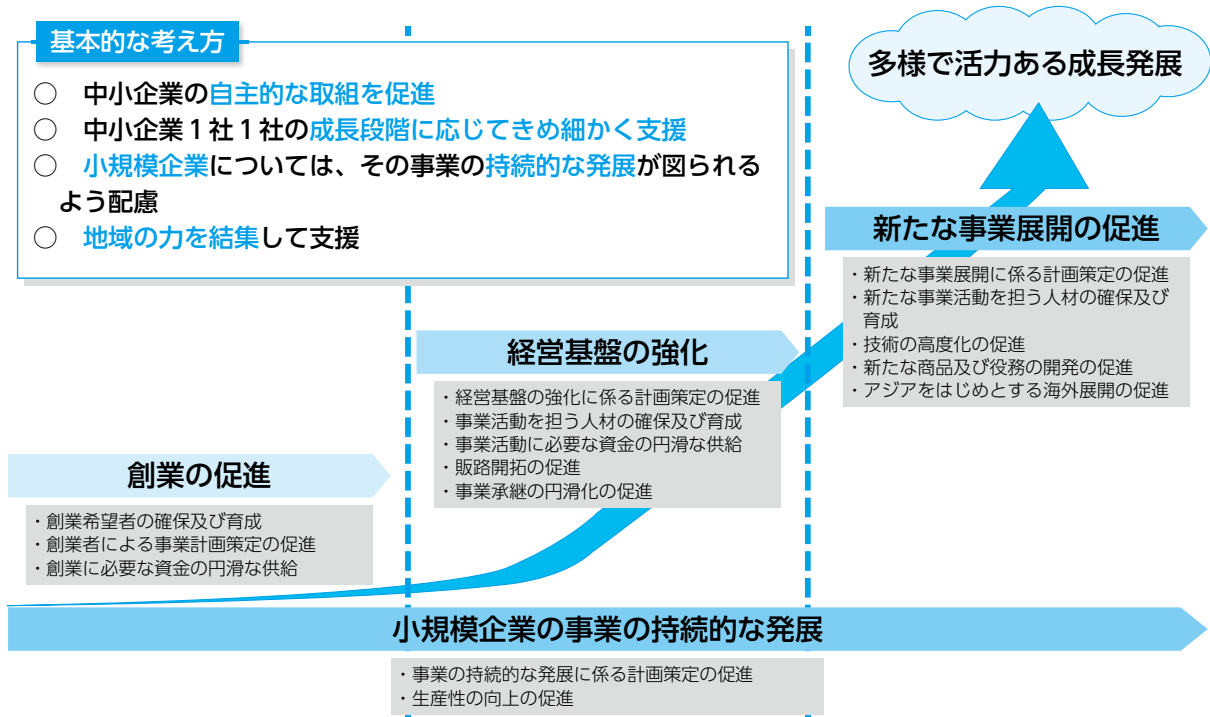 基本的な考え方
○　中小企業の自主的な取組を促進
○　中小企業１社１社の成長段階に応じてきめ細かく支援
○　小規模企業については、その事業の持続的な発展が図られる
よう配慮
○　地域の力を結集して支援
多様で活力ある成長発展
新たな事業展開の促進
・新たな事業展開に係る計画策定の促進
・新たな事業活動を担う人材の確保及び
育成
・技術の高度化の促進
・新たな商品及び役務の開発の促進
・アジアをはじめとする海外展開の促進
経営基盤の強化
・経営基盤の強化に係る計画策定の促進
・事業活動を担う人材の確保及び育成
・事業活動に必要な資金の円滑な供給
・販路開拓の促進
・事業承継の円滑化の促進
創業の促進
・創業希望者の確保及び育成
・創業者による事業計画策定の促進
・創業に必要な資金の円滑な供給
小規模企業の事業の持続的な発展
・事業の持続的な発展に係る計画策定の促進
・生産性の向上の促進